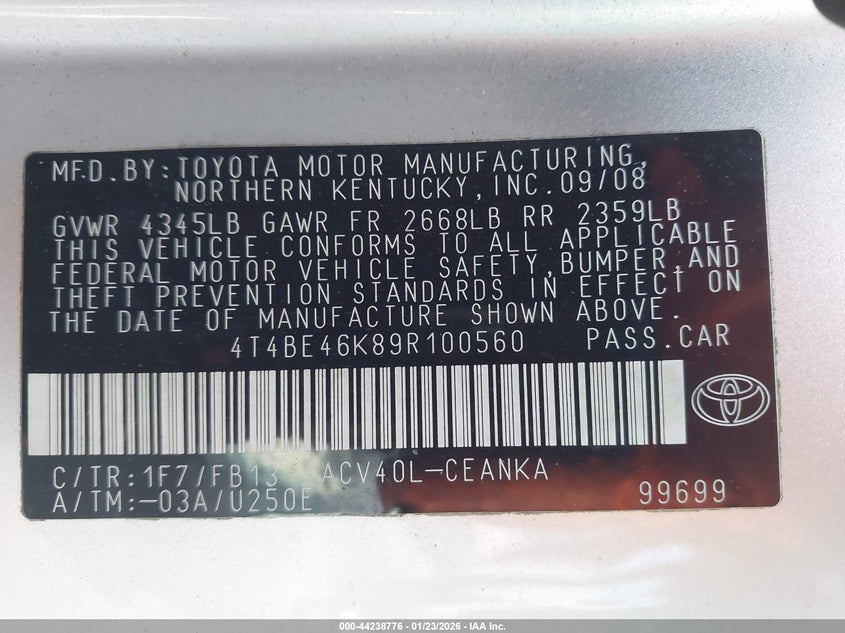 MFD. BY: TOYOTA MOTOR MANUFACTURING,
NORTHERN KENTUCKY, INC. 09/08
GVWR 4345LB GAWR FR 2668LB RR 2359LB
THIS VEHICLE CONFORMS TO ALL APPLICABLE
FEDERAL MOTOR VEHICLE SAFETY, BUMPER, AND
THEFT PREVENTION STANDARDS IN EFFECT ON
THE DATE OF MANUFACTURE SHOWN ABOVE.
4T4BE46K89R100560 PASS. CAR
C/TR: 1F7/FB13 ACV40L-CEANKA
A/TM: -03A/U250E 99699
000-44238776 - 01/23/2026 - IAA Inc.